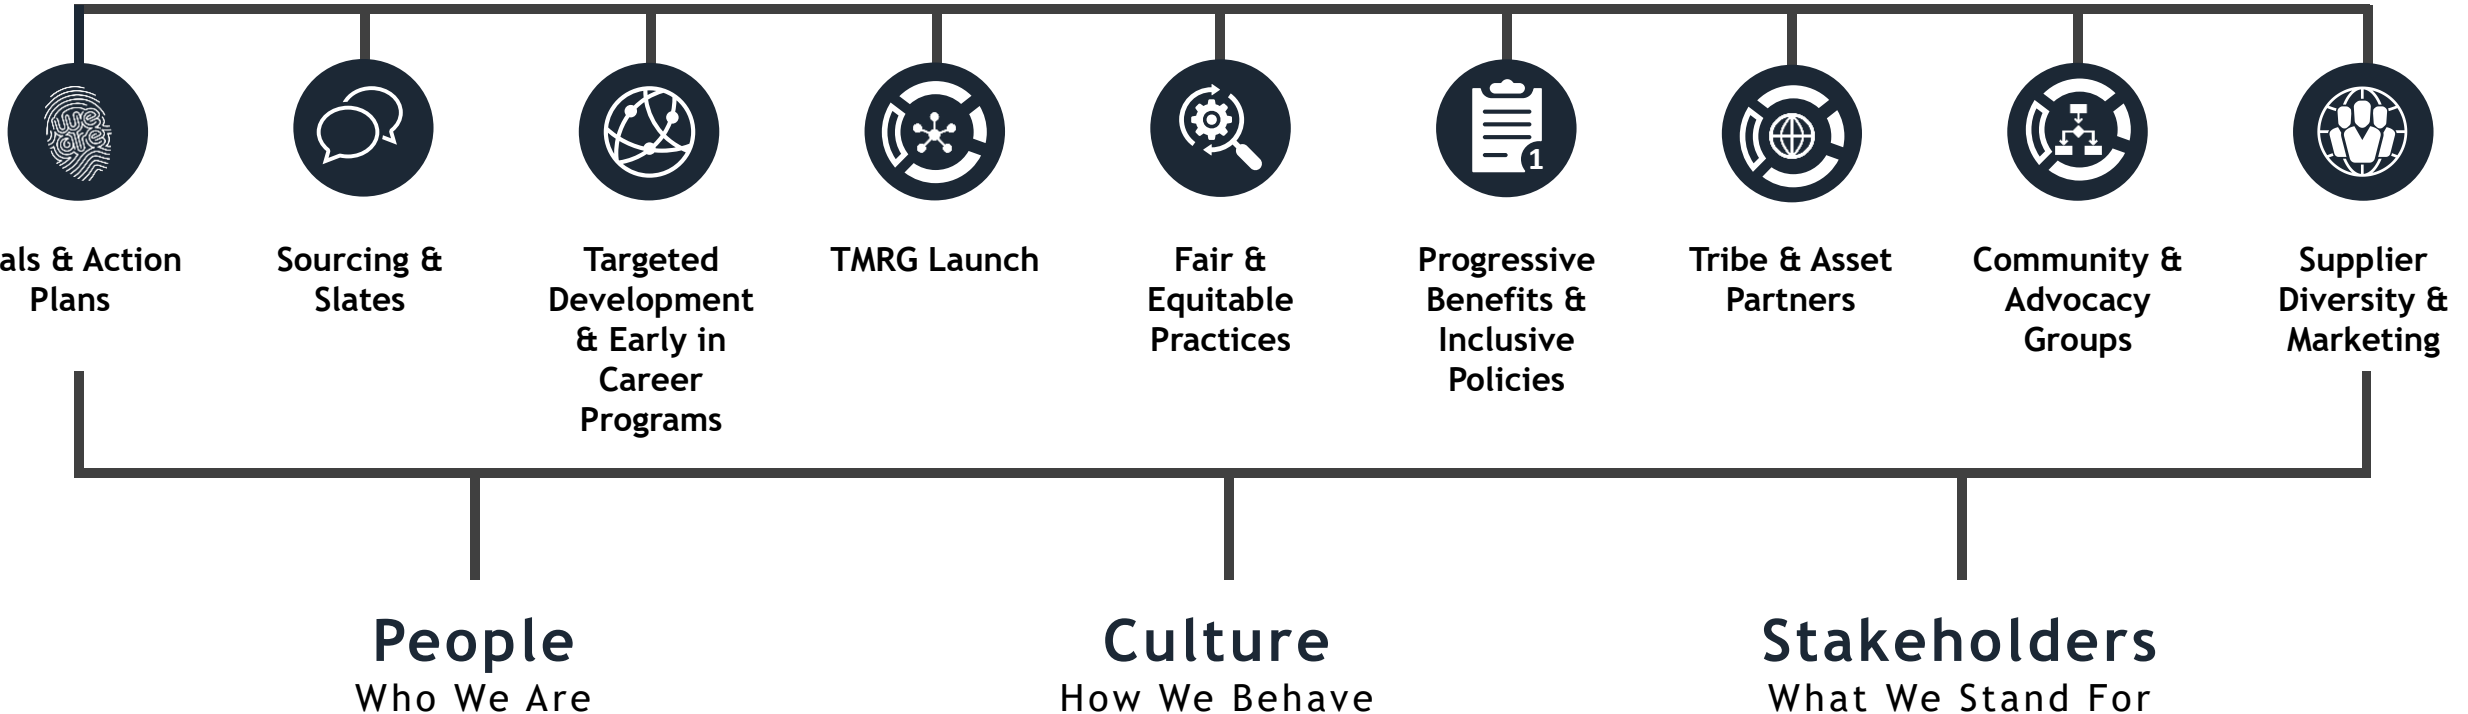 we
are
1
als & Action
Plans
Sourcing &
Slates
Targeted
Development
& Early in
Career
Programs
TMRG Launch
Fair &
Equitable
Practices
Progressive
Benefits &
Inclusive
Policies
Tribe & Asset
Partners
Community &
Advocacy
Groups
Supplier
Diversity &
Marketing
People
Who We Are
Culture
How We Behave
Stakeholders
What We Stand For